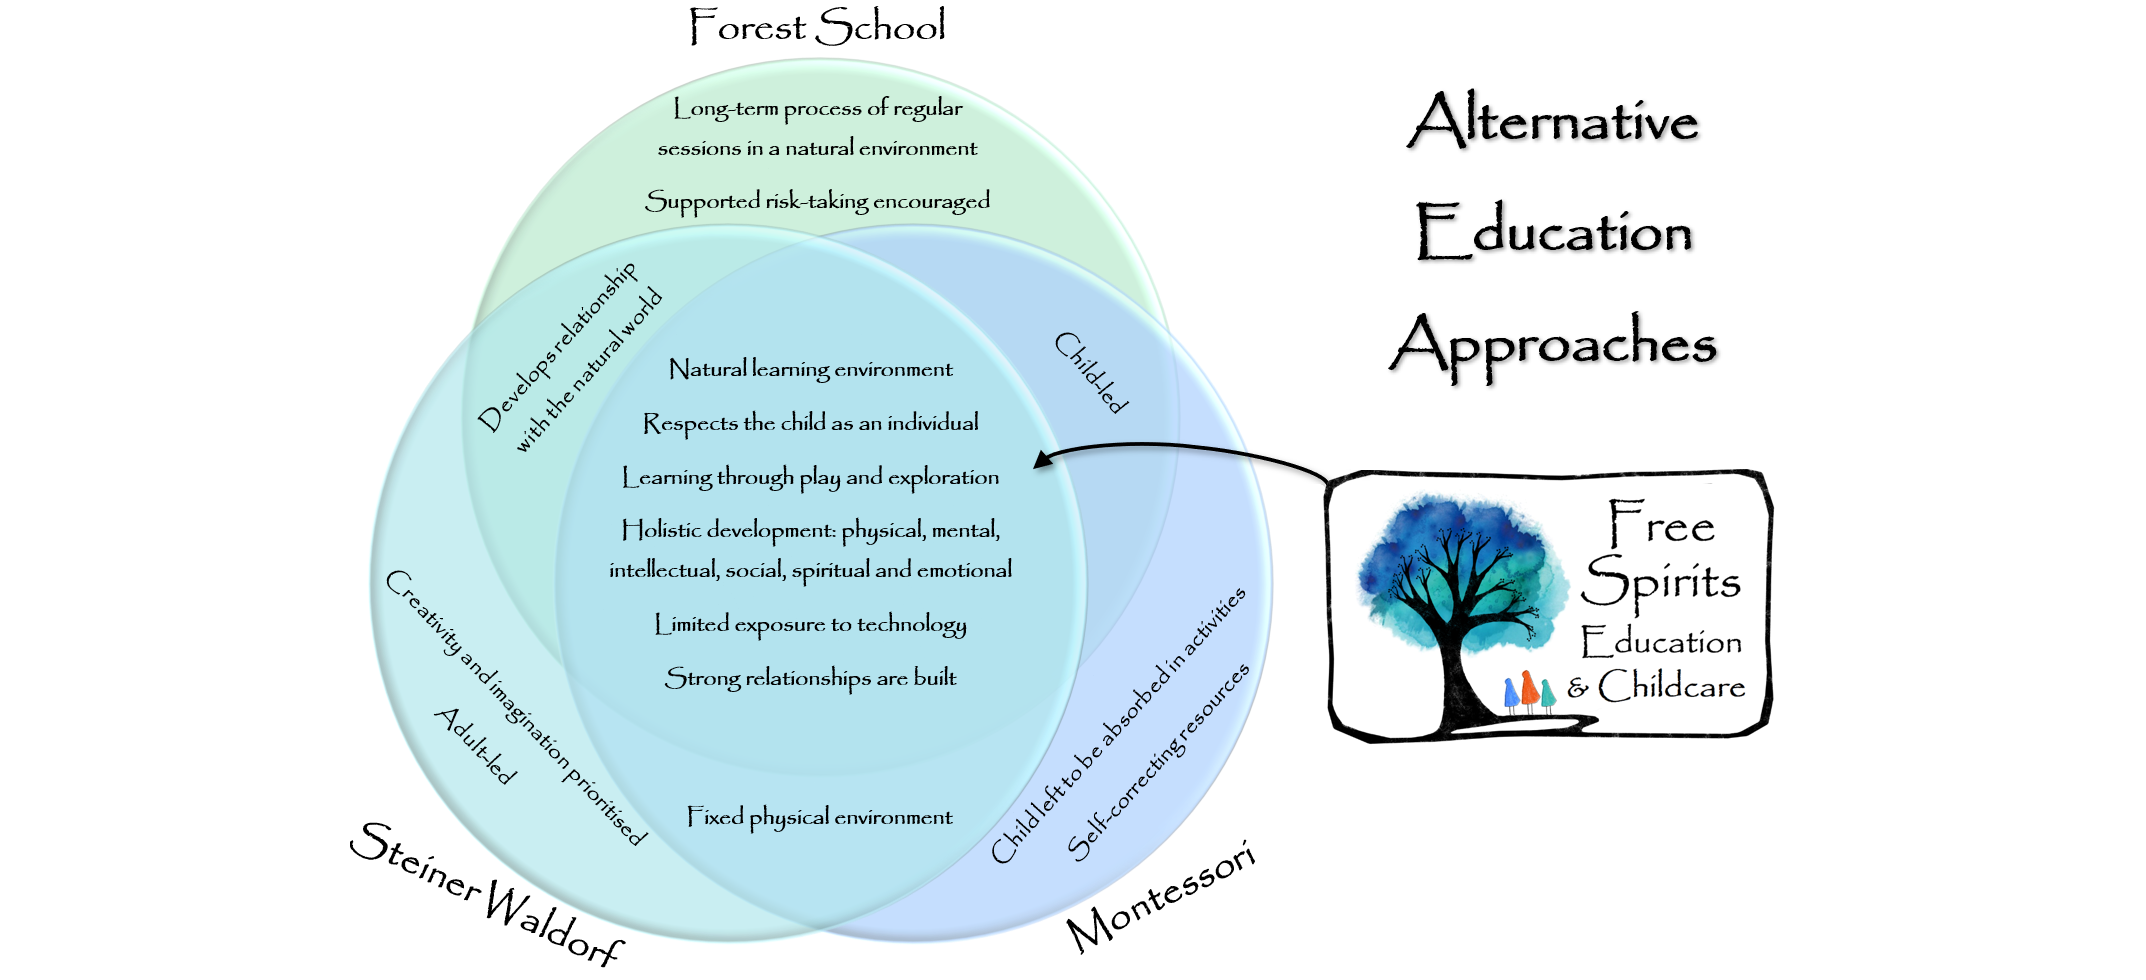 Forest School
Long-term process of regular
sessions in a natural environment
Supported risk-taking encouraged
Develops relationship
with the natural world
Child-led
Natural learning environment
Respects the child as an individual
Learning through play and exploration
Holistic development: physical, mental,
intellectual, social, spiritual and emotional
Limited exposure to technology
Strong relationships are built
Fixed physical environment
Creativity and imagination prioritised
Adult-led
Child left to be absorbed in activities
Self-correcting resources
Steiner Waldorf
Montessori
Alternative
Education
Approaches
Free
Spirits
Education
& Childcare